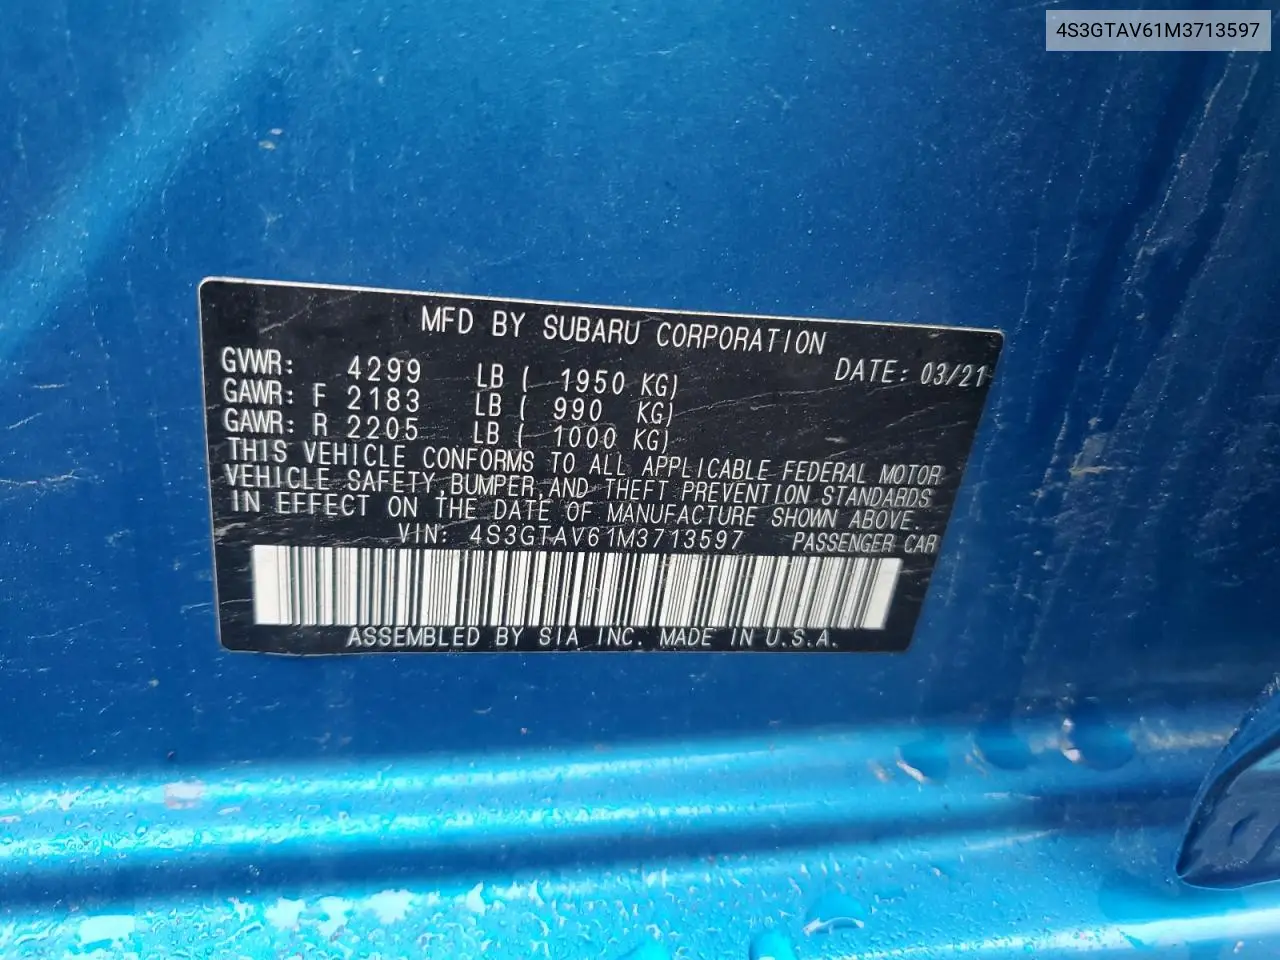 4S3GTAV61M3713597
MFD BY SUBARU CORPORATION
DATE: 03/21
GVWR: 4299 LB ( 1950 KG)
GAWR: F 2183 LB ( 990 KG)
GAWR: R 2205 LB ( 1000 KG)
THIS VEHICLE CONFORMS TO ALL APPLICABLE FEDERAL MOTOR
VEHICLE SAFETY,BUMPER,AND THEFT PREVENTION STANDARDS
IN EFFECT ON THE DATE OF MANUFACTURE SHOWN ABOVE.
VIN: 4S3GTAV61M3713597 PASSENGER CAR
ASSEMBLED BY SIA INC. MADE IN U.S.A.